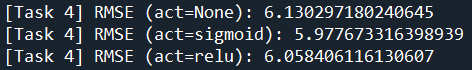 [Task 4] RMSE (act=None): 6.130297180240645
[Task 4] RMSE (act=sigmoid): 5.977673316398939
[Task 4] RMSE (act=relu): 6.058406116130607